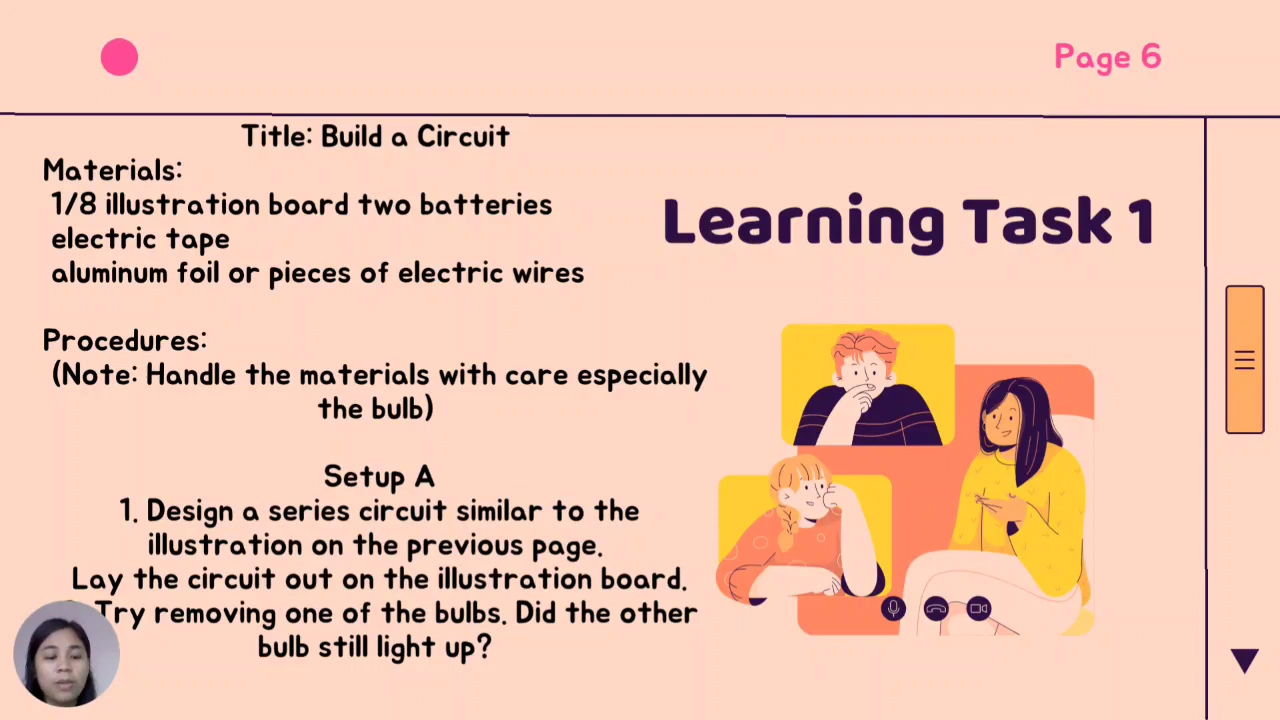 Page 6
Title: Build a Circuit
Materials:
1/8 illustration board two batteries
electric tape
aluminum foil or pieces of electric wires
Procedures:
(Note: Handle the materials with care especially
the bulb)
Setup A
1. Design a series circuit similar to the
illustration on the previous page.
Lay the circuit out on the illustration board.
Try removing one of the bulbs. Did the other
bulb still light up?
Learning Task 1